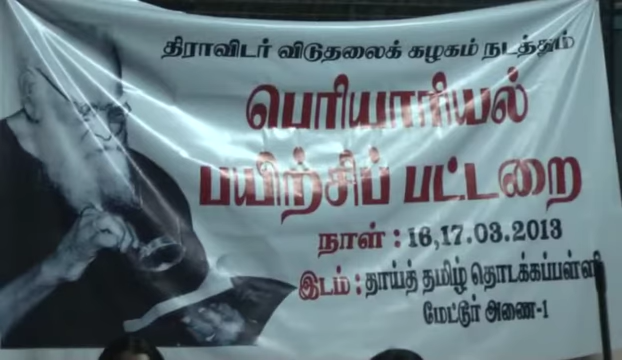 திராவிடர் விடுதலைக் கழகம் நடத்தும்
பெரியாரியல்
பயிற்சிப் பட்டறை
நாள் : 16,17.03.2013
இடம் : தாய்த் தமிழ் தொடக்கப்பள்ளி
மேட்டூர் அணை-1